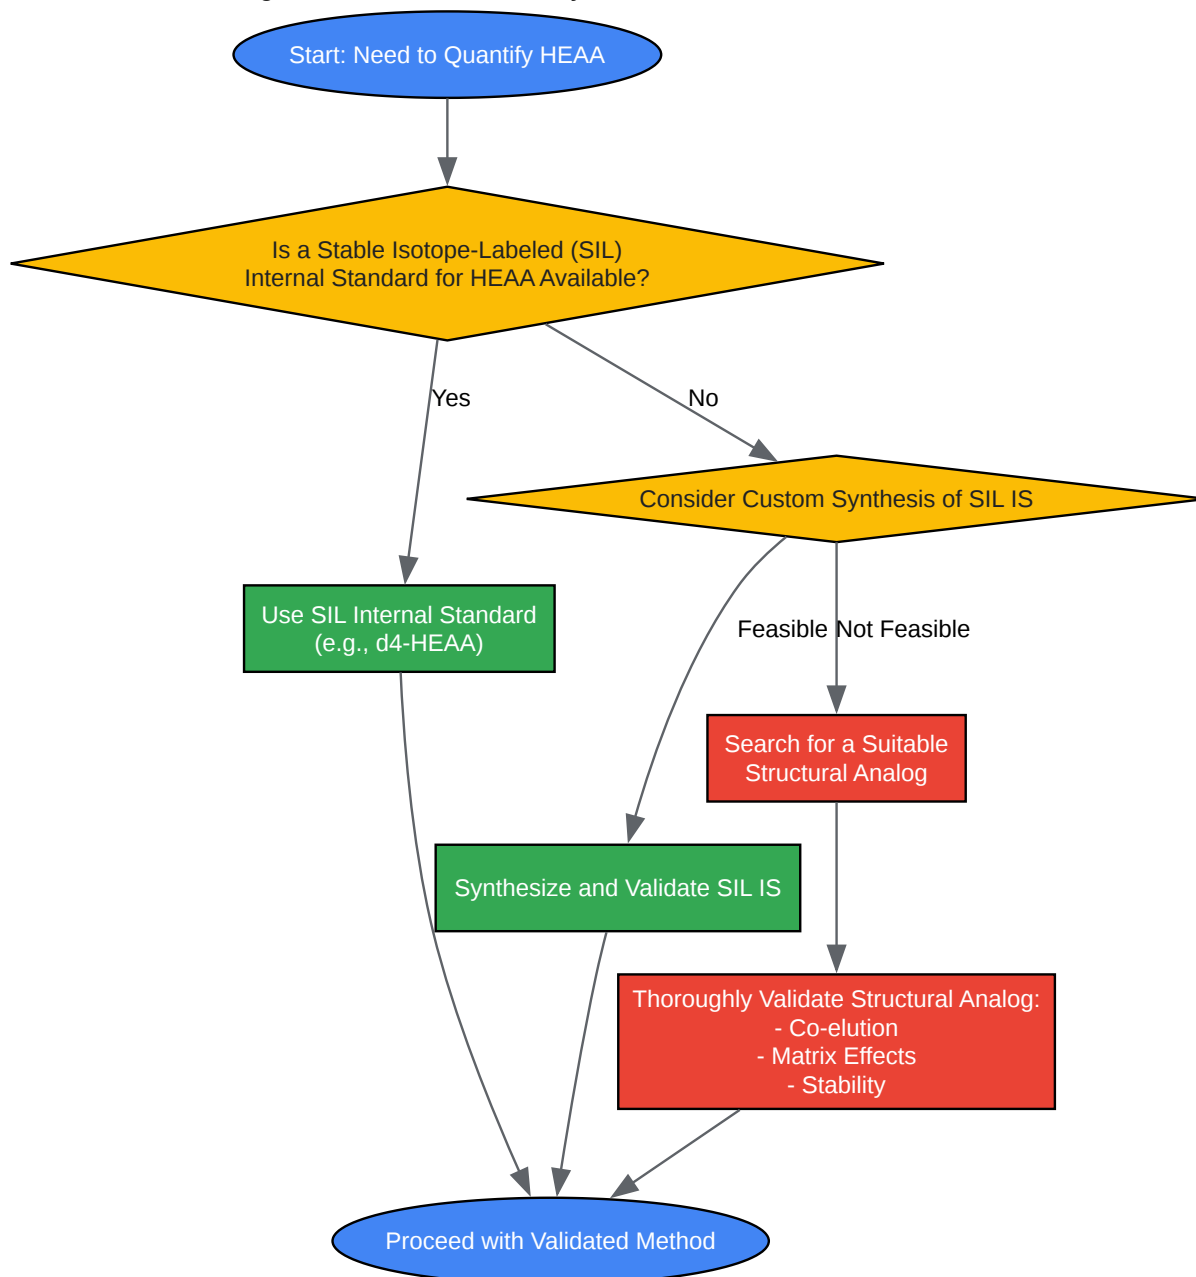 Start: Need to Quantify HEAA
Is a Stable Isotope-Labeled (SIL)
Internal Standard for HEAA Available?
Yes
No
Consider Custom Synthesis of SIL IS
Use SIL Internal Standard
(e.g., d4-HEAA)
Feasible
Not Feasible
Search for a Suitable
Structural Analog
Synthesize and Validate SIL IS
Thoroughly Validate Structural Analog:
- Co-elution
- Matrix Effects
- Stability
Proceed with Validated Method